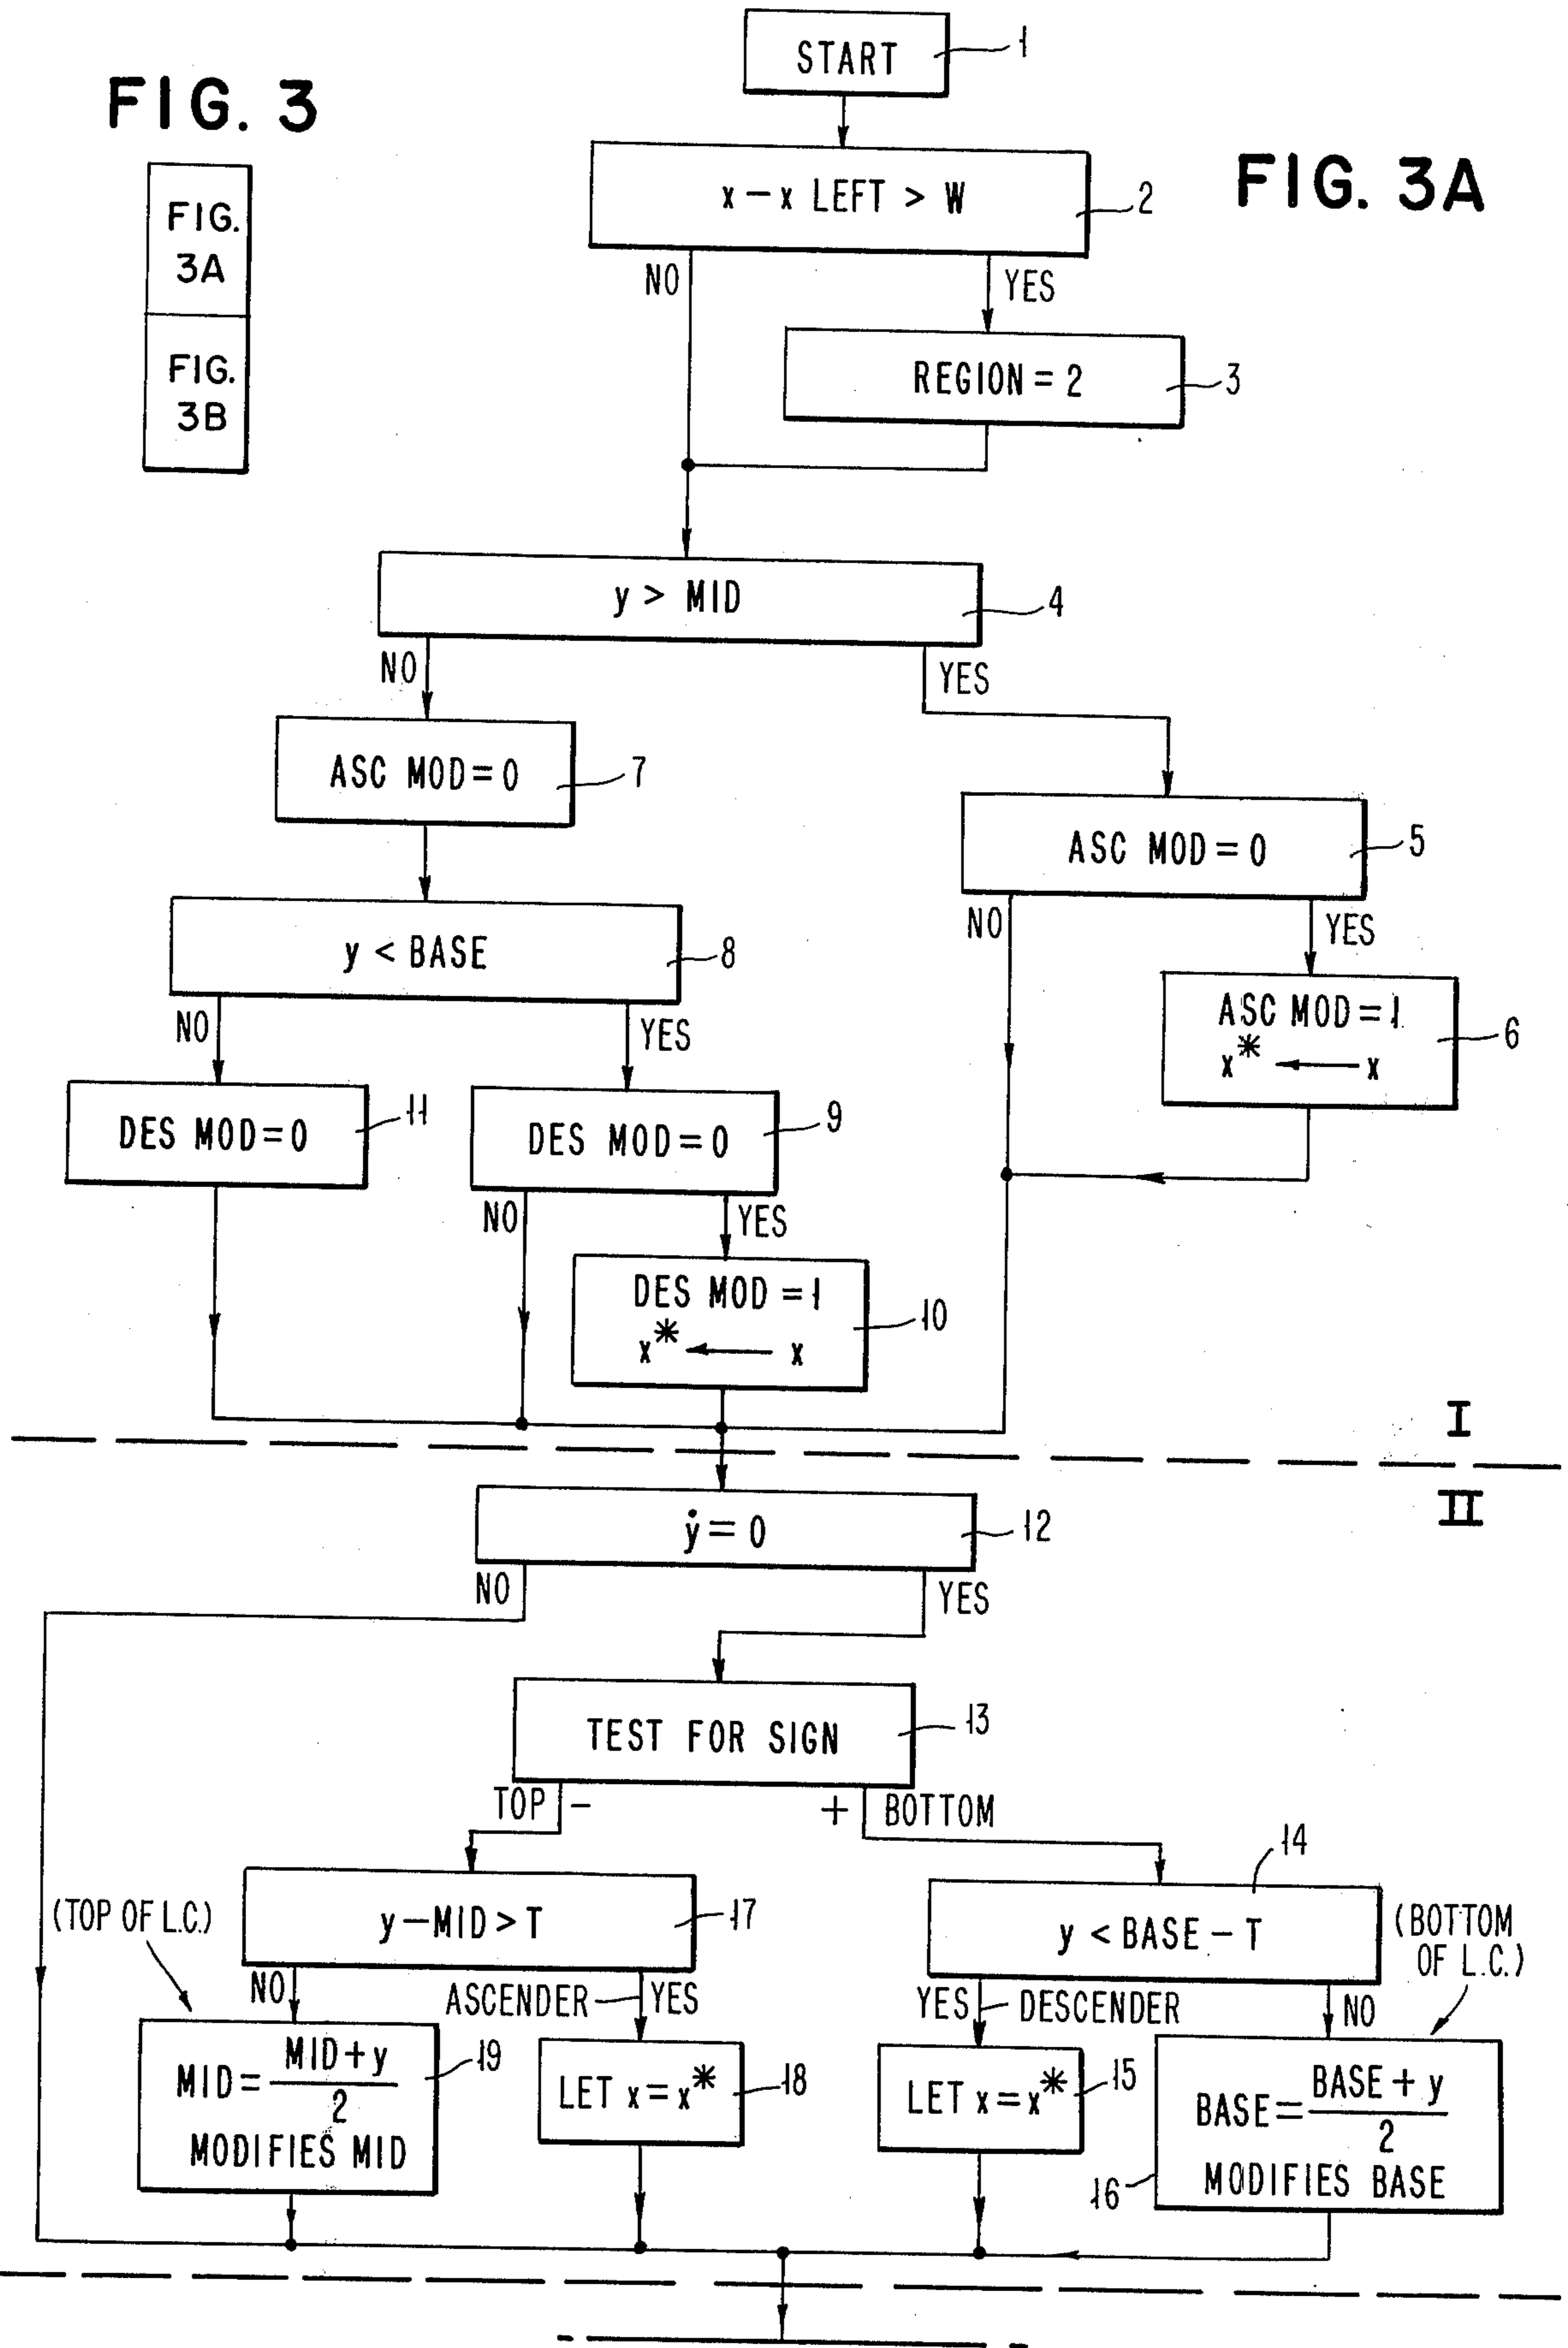 FIG. 3
FIG.
3A
FIG.
3B
FIG. 3A
START
1
x – x LEFT > W
2
NO
YES
REGION = 2
3
y > MID
4
NO
YES
ASC MOD = 0
7
ASC MOD = 0
5
y < BASE
8
NO
YES
NO
YES
ASC MOD = 1
x* ← x
6
DES MOD = 0
11
DES MOD = 0
9
NO
YES
DES MOD = 1
x* ← x
10
I
II
ẏ = 0
12
NO
YES
TEST FOR SIGN
13
TOP –
+ BOTTOM
14
(TOP OF L.C.)
y – MID > T
17
y < BASE – T
(BOTTOM
OF L.C.)
NO
ASCENDER
YES
YES
DESCENDER
NO
MID = MID + y
2
MODIFIES MID
19
LET x = x*
18
LET x = x*
15
BASE = BASE + y
2
MODIFIES BASE
16